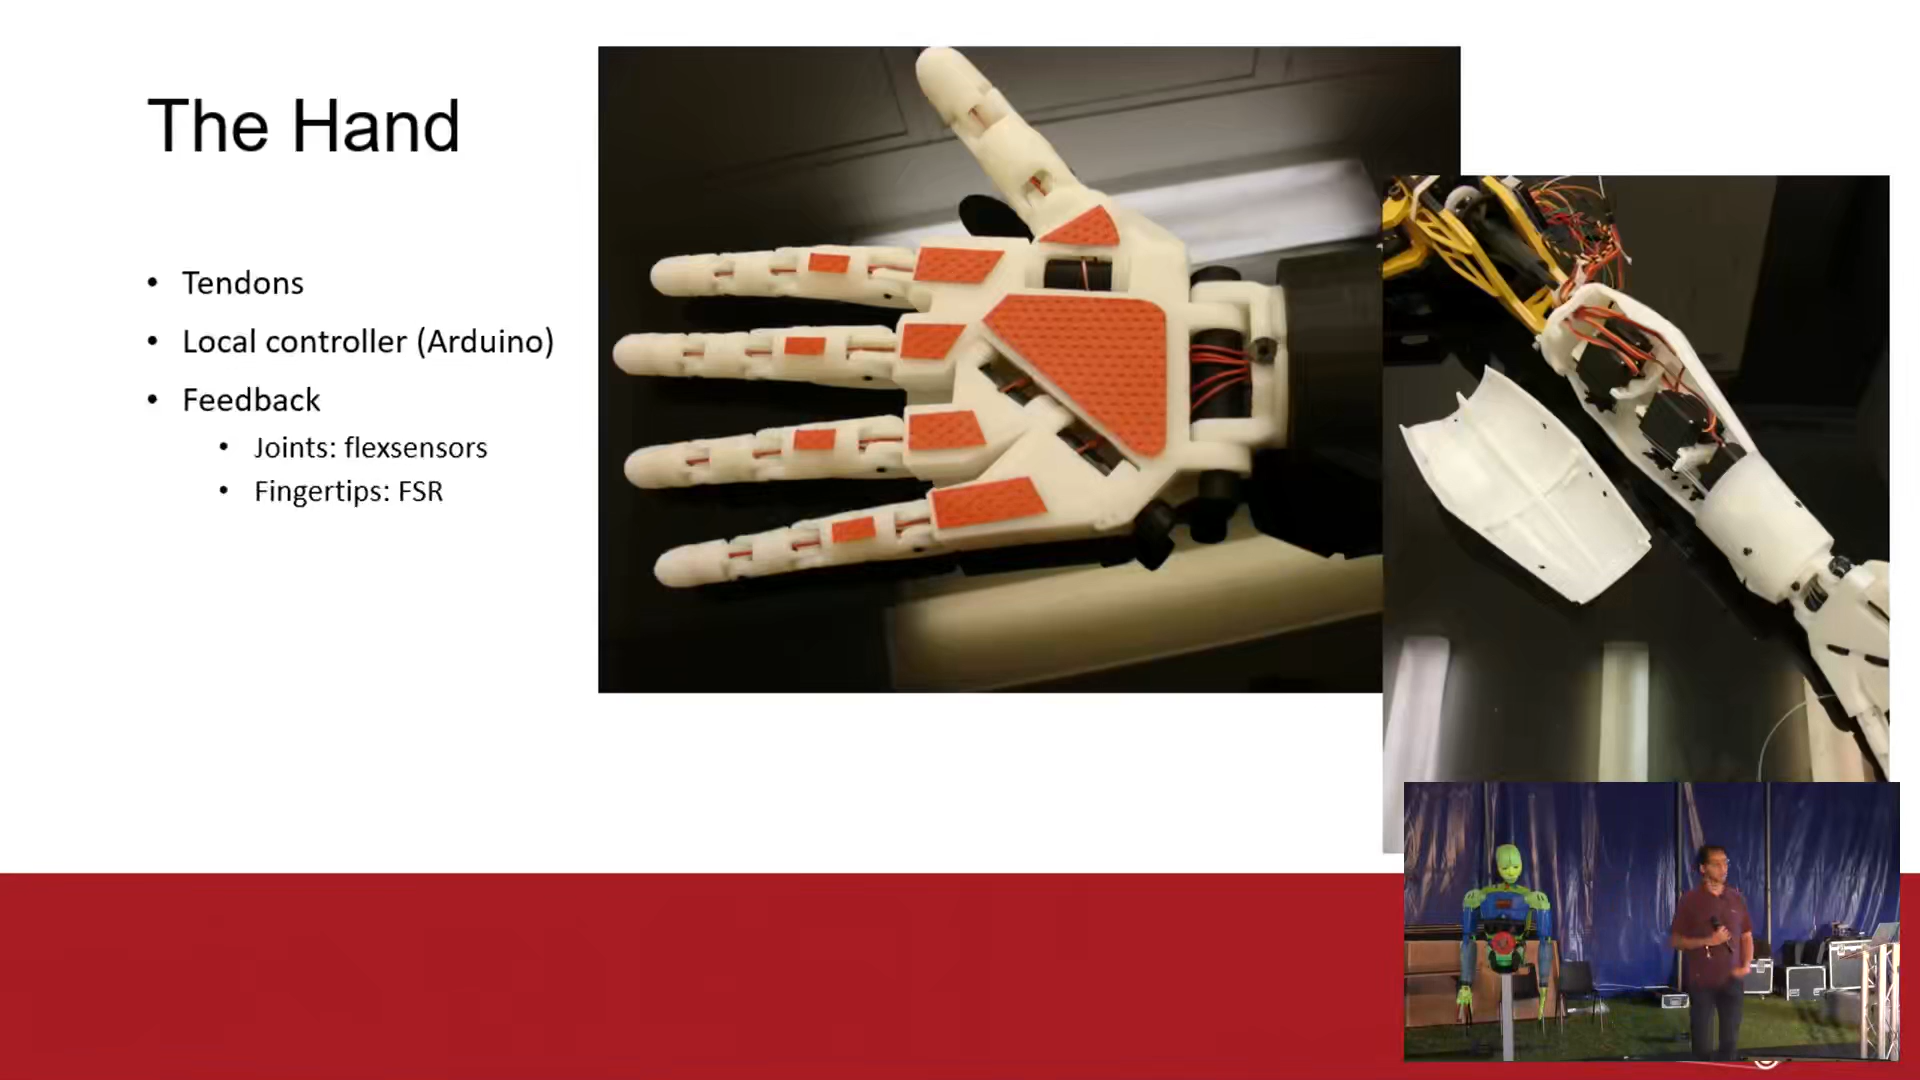 The Hand
• Tendons
• Local controller (Arduino)
• Feedback
• Joints: flexsensors
• Fingertips: FSR